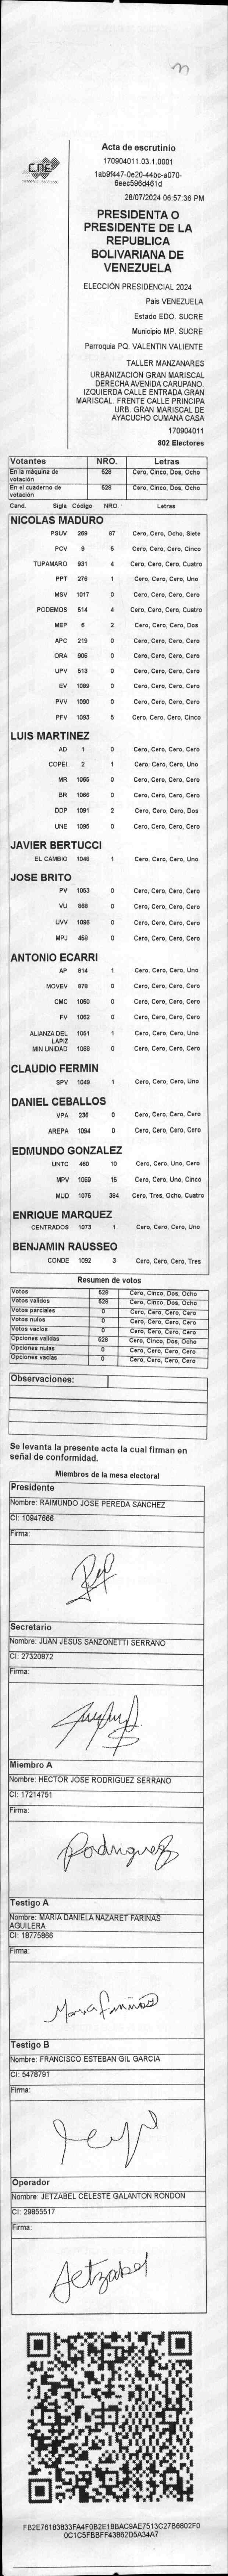 CNE
Acta de escrutinio
170904011.03.1.0001
1ab9f447-0e20-44bc-a070-
6eec596d461d
28/07/2024 06:57:36 PM
PRESIDENTA O
PRESIDENTE DE LA
REPUBLICA
BOLIVARIANA DE
VENEZUELA
ELECCIÓN PRESIDENCIAL 2024
Pais VENEZUELA
Estado EDO. SUCRE
Municipio MP. SUCRE
Parroquia PQ. VALENTIN VALIENTE
TALLER MANZANARES
URBANIZACION GRAN MARISCAL
DERECHA AVENIDA CARUPANO.
IZQUIERDA CALLE ENTRADA GRAN
MARISCAL. FRENTE CALLE PRINCIPA
URB. GRAN MARISCAL DE
AYACUCHO CUMANA CASA
170904011
802 Electores
Votantes NRO. Letras
En la máquina de votación 528 Cero, Cinco, Dos, Ocho
En el cuaderno de votación 528 Cero, Cinco, Dos, Ocho
Cand. Sigla Código NRO. Letras
NICOLAS MADURO
PSUV 269 87 Cero, Cero, Ocho, Siete
PCV 9 5 Cero, Cero, Cero, Cinco
TUPAMARO 931 4 Cero, Cero, Cero, Cuatro
PPT 276 1 Cero, Cero, Cero, Uno
MSV 1017 0 Cero, Cero, Cero, Cero
PODEMOS 514 4 Cero, Cero, Cero, Cuatro
MEP 6 2 Cero, Cero, Cero, Dos
APC 219 0 Cero, Cero, Cero, Cero
ORA 906 0 Cero, Cero, Cero, Cero
UPV 513 0 Cero, Cero, Cero, Cero
EV 1089 0 Cero, Cero, Cero, Cero
PVV 1090 0 Cero, Cero, Cero, Cero
PFV 1093 5 Cero, Cero, Cero, Cinco
LUIS MARTINEZ
AD 1 0 Cero, Cero, Cero, Cero
COPEI 2 1 Cero, Cero, Cero, Uno
MR 1055 0 Cero, Cero, Cero, Cero
BR 1066 0 Cero, Cero, Cero, Cero
DDP 1091 2 Cero, Cero, Cero, Dos
UNE 1095 0 Cero, Cero, Cero, Cero
JAVIER BERTUCCI
EL CAMBIO 1048 1 Cero, Cero, Cero, Uno
JOSE BRITO
PV 1053 0 Cero, Cero, Cero, Cero
VU 868 0 Cero, Cero, Cero, Cero
UVV 1096 0 Cero, Cero, Cero, Cero
MPJ 458 0 Cero, Cero, Cero, Cero
ANTONIO ECARRI
AP 814 1 Cero, Cero, Cero, Uno
MOVEV 878 0 Cero, Cero, Cero, Cero
CMC 1050 0 Cero, Cero, Cero, Cero
FV 1062 0 Cero, Cero, Cero, Cero
ALIANZA DEL LAPIZ 1051 1 Cero, Cero, Cero, Uno
MIN UNIDAD 1068 0 Cero, Cero, Cero, Cero
CLAUDIO FERMIN
SPV 1049 1 Cero, Cero, Cero, Uno
DANIEL CEBALLOS
VPA 236 0 Cero, Cero, Cero, Cero
AREPA 1094 0 Cero, Cero, Cero, Cero
EDMUNDO GONZALEZ
UNTC 460 10 Cero, Cero, Uno, Cero
MPV 1069 15 Cero, Cero, Uno, Cinco
MUD 1075 384 Cero, Tres, Ocho, Cuatro
ENRIQUE MARQUEZ
CENTRADOS 1073 1 Cero, Cero, Cero, Uno
BENJAMIN RAUSSEO
CONDE 1092 3 Cero, Cero, Cero, Tres
Resumen de votos
Votos 528 Cero, Cinco, Dos, Ocho
Votos validos 528 Cero, Cinco, Dos, Ocho
Votos parciales 0 Cero, Cero, Cero, Cero
Votos nulos 0 Cero, Cero, Cero, Cero
Votos vacios 0 Cero, Cero, Cero, Cero
Opciones validas 528 Cero, Cinco, Dos, Ocho
Opciones nulas 0 Cero, Cero, Cero, Cero
Opciones vacias 0 Cero, Cero, Cero, Cero
Observaciones:
Se levanta la presente acta la cual firman en
señal de conformidad.
Miembros de la mesa electoral
Presidente
Nombre: RAIMUNDO JOSE PEREDA SANCHEZ
CI: 10947666
Firma:
Secretario
Nombre: JUAN JESUS SANZONETTI SERRANO
CI: 27320872
Firma:
Miembro A
Nombre: HECTOR JOSE RODRIGUEZ SERRANO
CI: 17214751
Firma:
Rodriguez
Testigo A
Nombre: MARIA DANIELA NAZARET FARINAS
AGUILERA
CI: 18775866
Firma:
Maria Fariñas
Testigo B
Nombre: FRANCISCO ESTEBAN GIL GARCIA
CI: 5478791
Firma:
Operador
Nombre: JETZABEL CELESTE GALANTON RONDON
CI: 29855517
Firma:
Jetzabel
FB2E76183833FA4F0B2E18BAC9AE7513C27B6802F0
0C1C5FBBFF43862D5A34A7